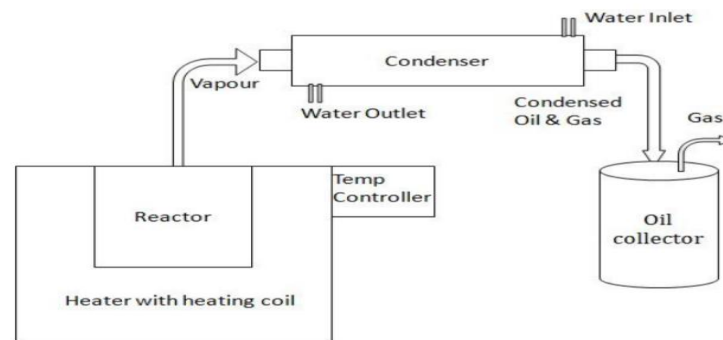 Water Inlet
Condenser
Vapour
Water Outlet
Condensed
Oil & Gas
Gas
Temp
Controller
Reactor
Oil
collector
Heater with heating coil